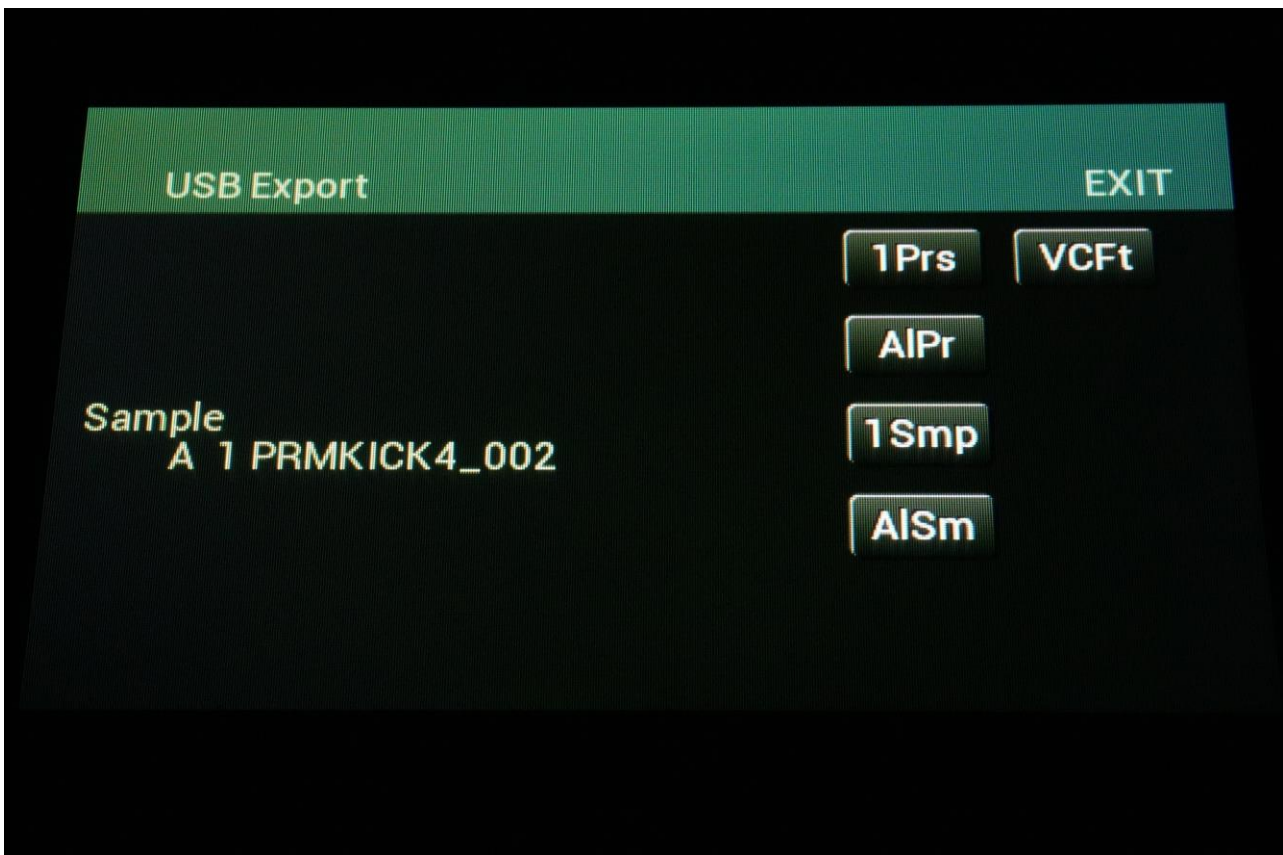 USB Export EXIT
1Prs VCFt
AlPr
Sample
A 1 PRMKICK4_002
1Smp
AlSm